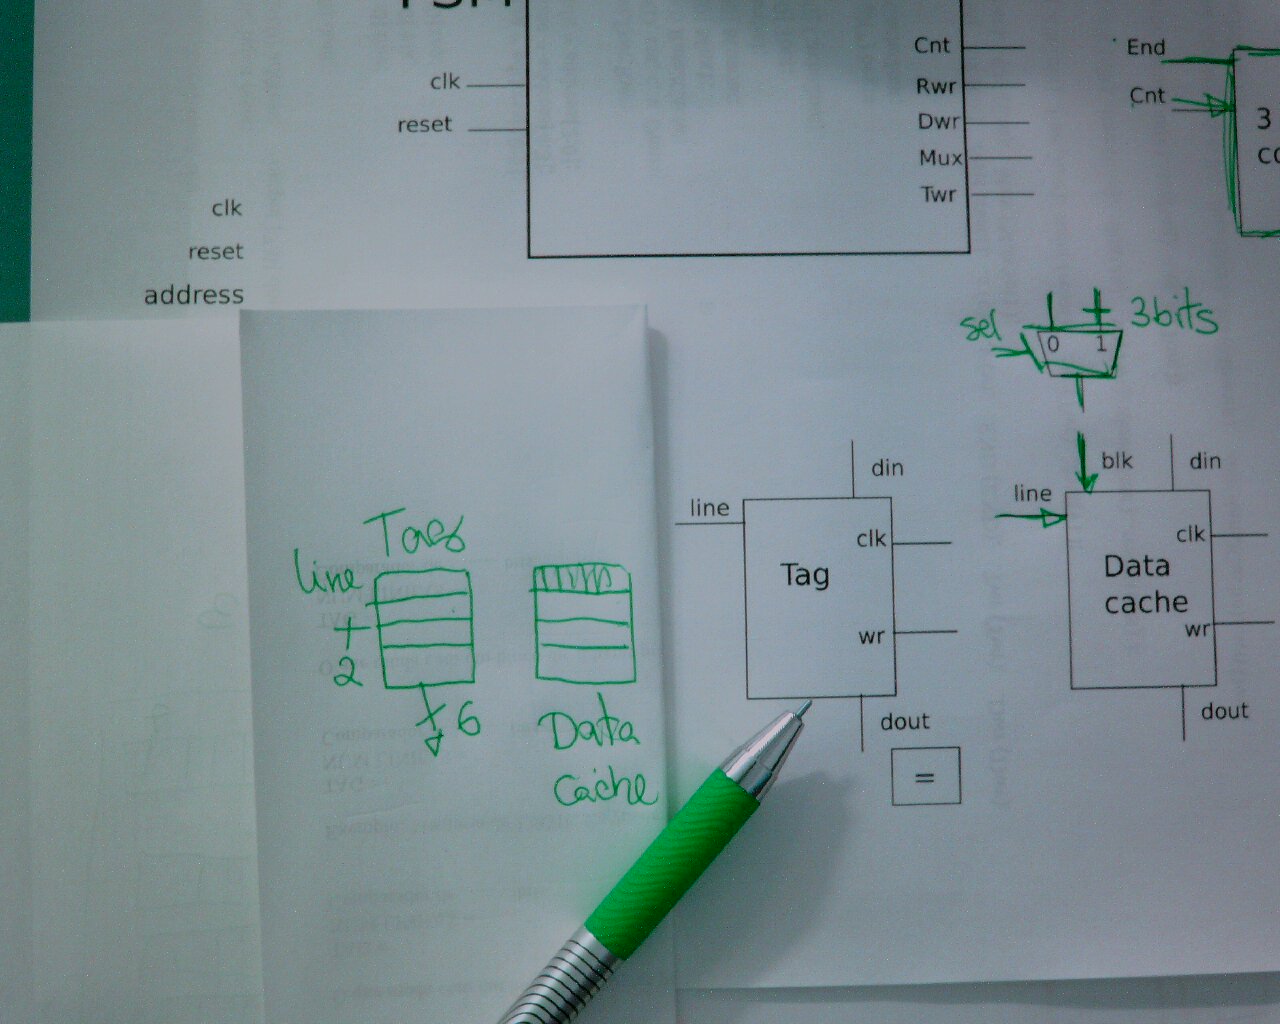 FSM
Cnt
End
clk
Rwr
Cnt
reset
Dwr
3
Mux
Twr
clk
reset
address
sel
3bits
0 1
din
blk
din
line
line
clk
clk
Tag
Data
cache
wr
wr
dout
dout
=
Tags
line
2
6
Data
Cache